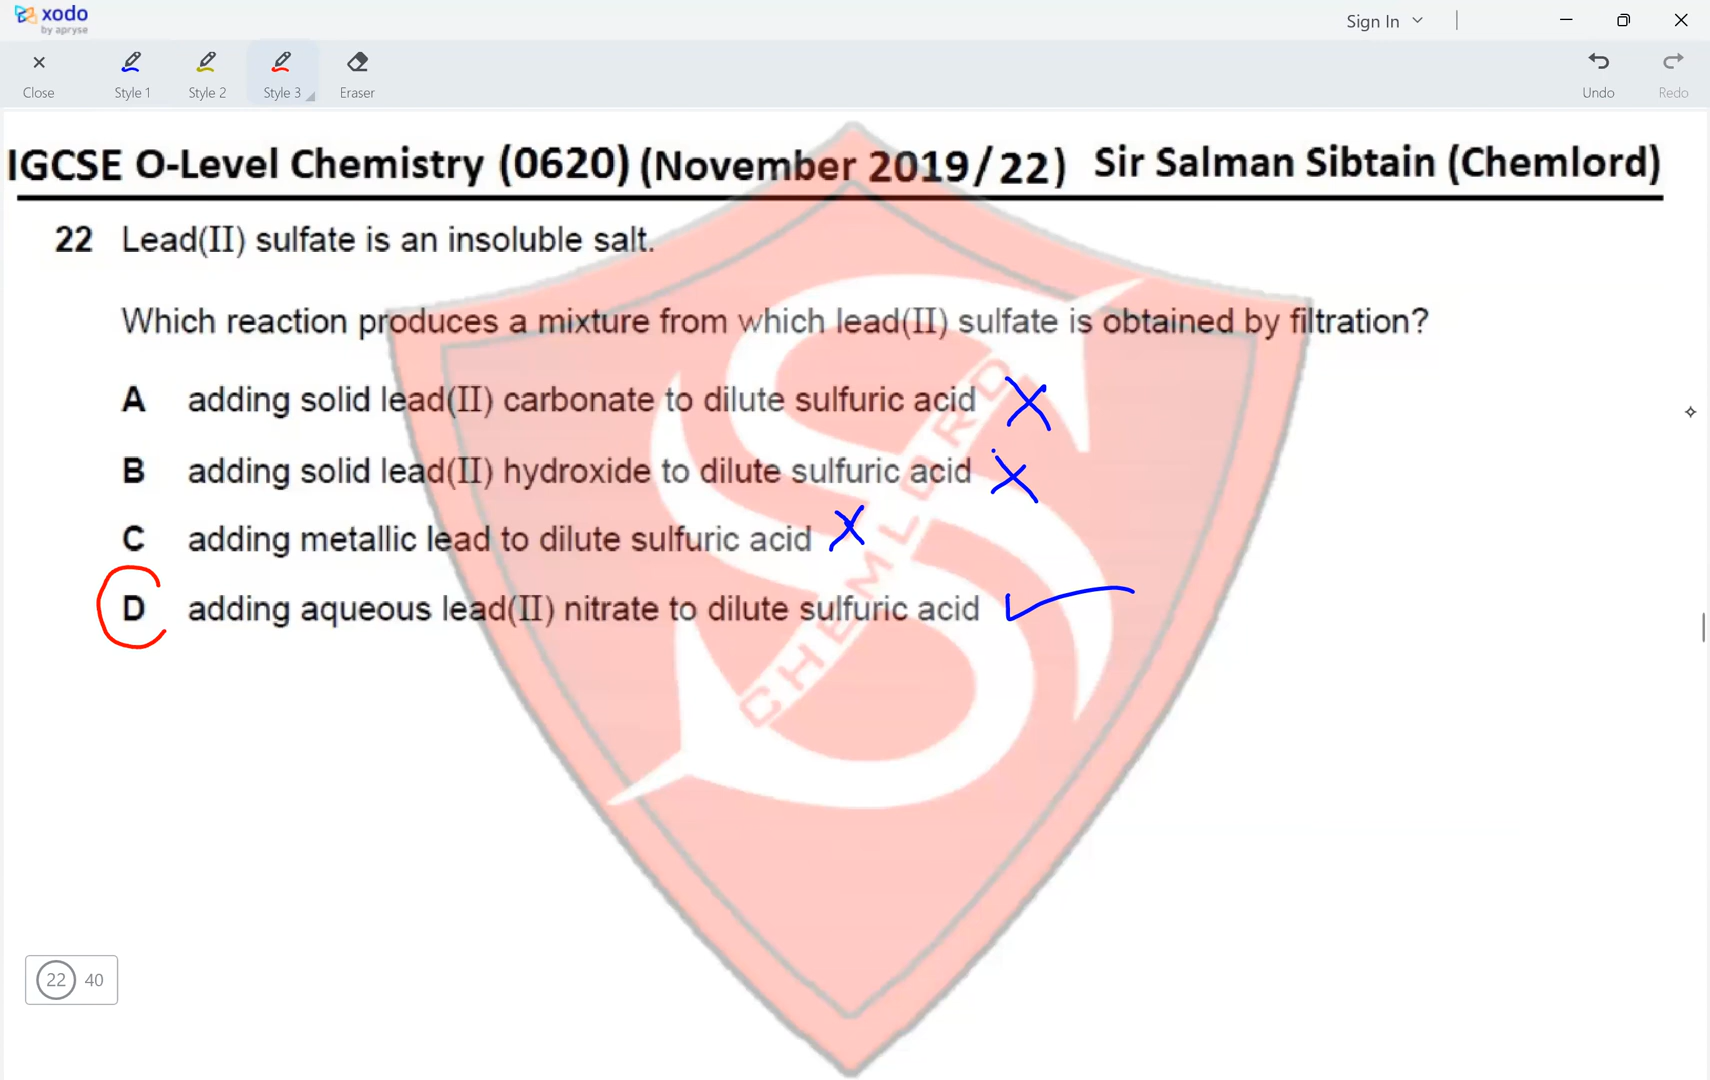 xodo
by apryse
Sign In
Close
Style 1
Style 2
Style 3
Eraser
Undo
Redo
IGCSE O-Level Chemistry (0620) (November 2019/22) Sir Salman Sibtain (Chemlord)
22 Lead(II) sulfate is an insoluble salt.
Which reaction produces a mixture from which lead(II) sulfate is obtained by filtration?
A adding solid lead(II) carbonate to dilute sulfuric acid
B adding solid lead(II) hydroxide to dilute sulfuric acid
C adding metallic lead to dilute sulfuric acid
D adding aqueous lead(II) nitrate to dilute sulfuric acid
CHEMLORD
22 40